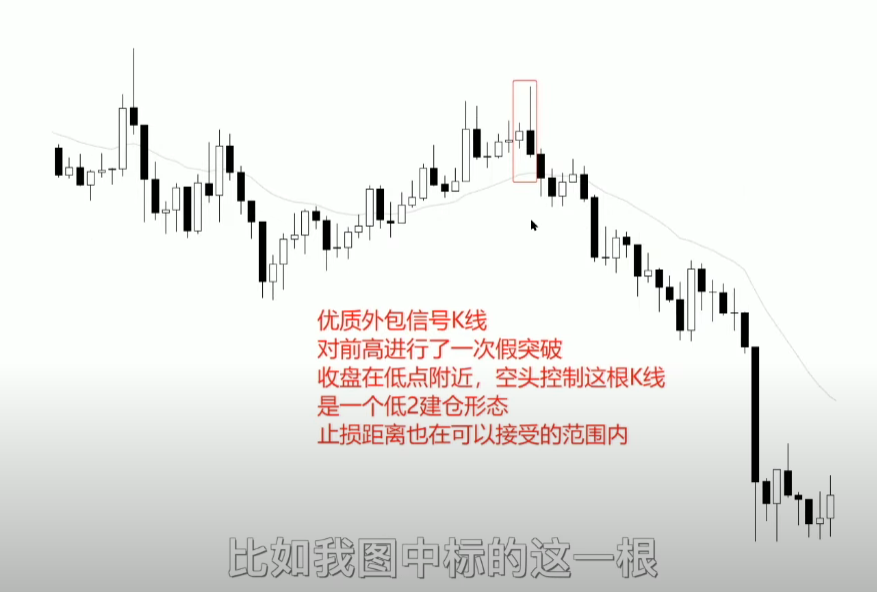 优质外包信号K线
对前高进行了一次假突破
收盘在低点附近，空头控制这根K线
是一个低2建仓形态
止损距离也在可以接受的范围内
比如我图中标的这一根